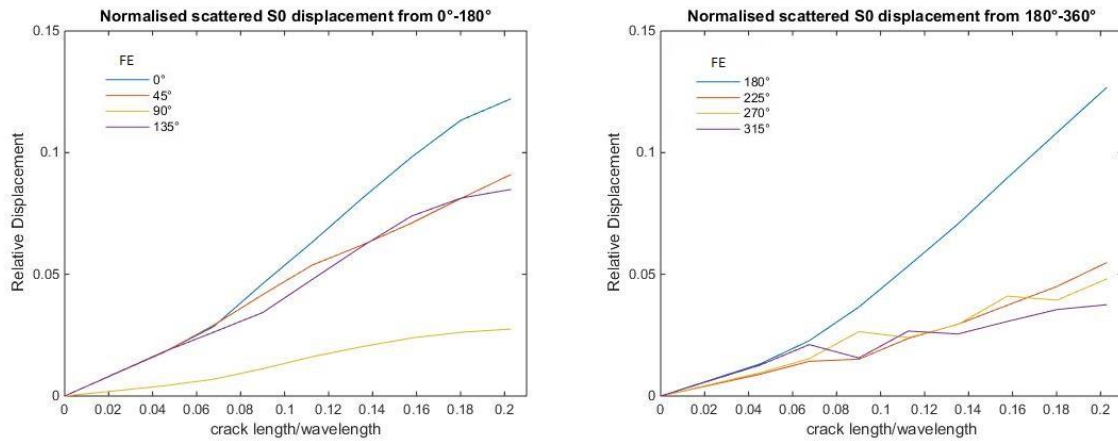 Normalised scattered S0 displacement from 0°-180°
0.15
0.1
0.05
0
Relative Displacement
FE
0°
45°
90°
135°
0 0.02 0.04 0.06 0.08 0.1 0.12 0.14 0.16 0.18 0.2
crack length/wavelength
Normalised scattered S0 displacement from 180°-360°
0.15
0.1
0.05
0
Relative Displacement
FE
180°
225°
270°
315°
0 0.02 0.04 0.06 0.08 0.1 0.12 0.14 0.16 0.18 0.2
crack length/wavelength